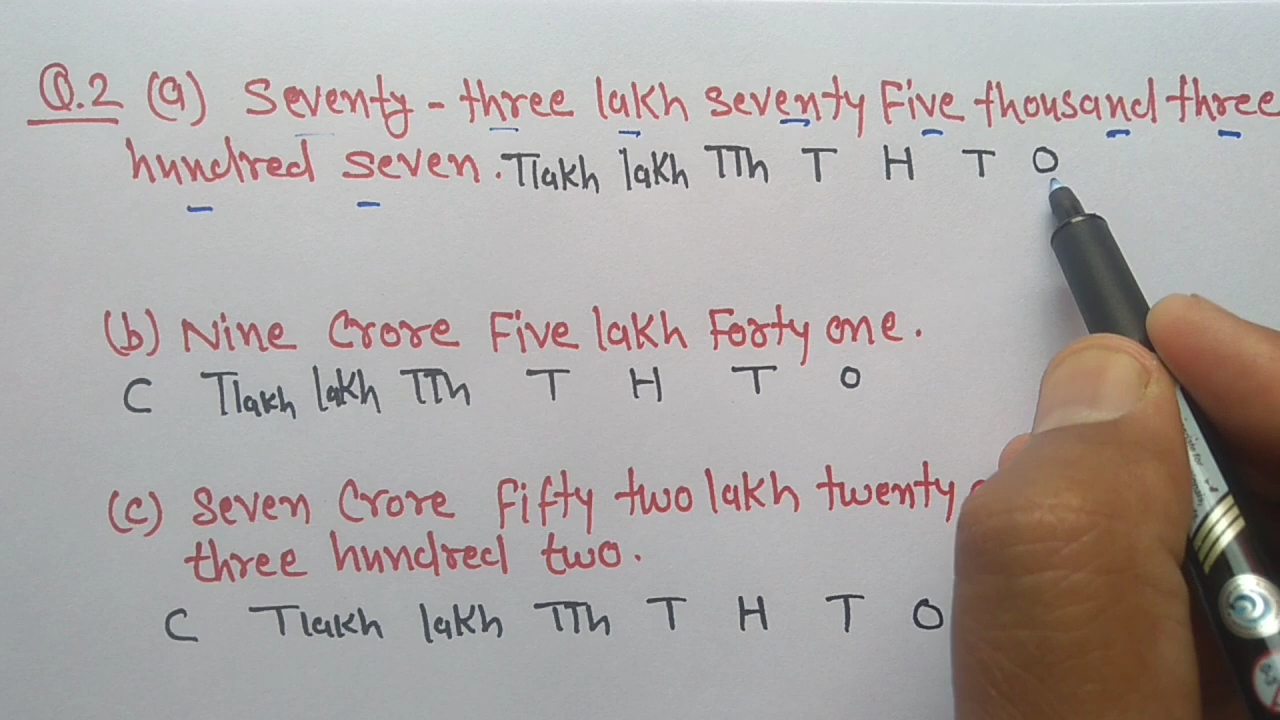 Q.2 (a) Seventy-three lakh seventy Five thousand three
hundred seven. Tlakh lakh TTh T H T O
(b) Nine Crore Five lakh Forty one.
C Tlakh lakh TTh T H T O
(c) Seven Crore Fifty two lakh twenty
three hundred two.
C Tlakh lakh TTh T H T O